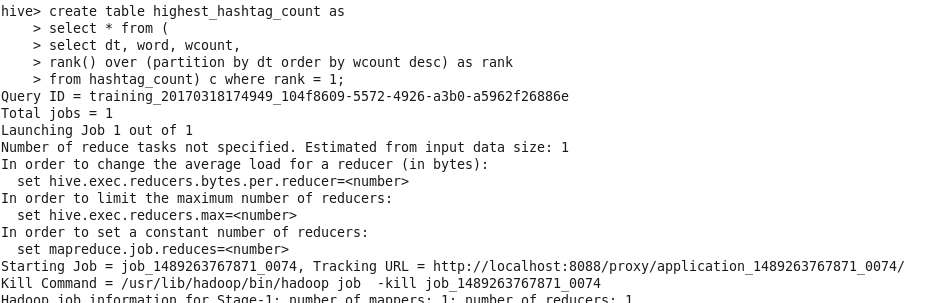 hive> create table highest_hashtag_count as
    > select * from (
    > select dt, word, wcount,
    > rank() over (partition by dt order by wcount desc) as rank
    > from hashtag_count) c where rank = 1;
Query ID = training_20170318174949_104f8609-5572-4926-a3b0-a5962f26886e
Total jobs = 1
Launching Job 1 out of 1
Number of reduce tasks not specified. Estimated from input data size: 1
In order to change the average load for a reducer (in bytes):
  set hive.exec.reducers.bytes.per.reducer=<number>
In order to limit the maximum number of reducers:
  set hive.exec.reducers.max=<number>
In order to set a constant number of reducers:
  set mapreduce.job.reduces=<number>
Starting Job = job_1489263767871_0074, Tracking URL = http://localhost:8088/proxy/application_1489263767871_0074/
Kill Command = /usr/lib/hadoop/bin/hadoop job  -kill job_1489263767871_0074
Hadoop job information for Stage-1: number of mappers: 1; number of reducers: 1